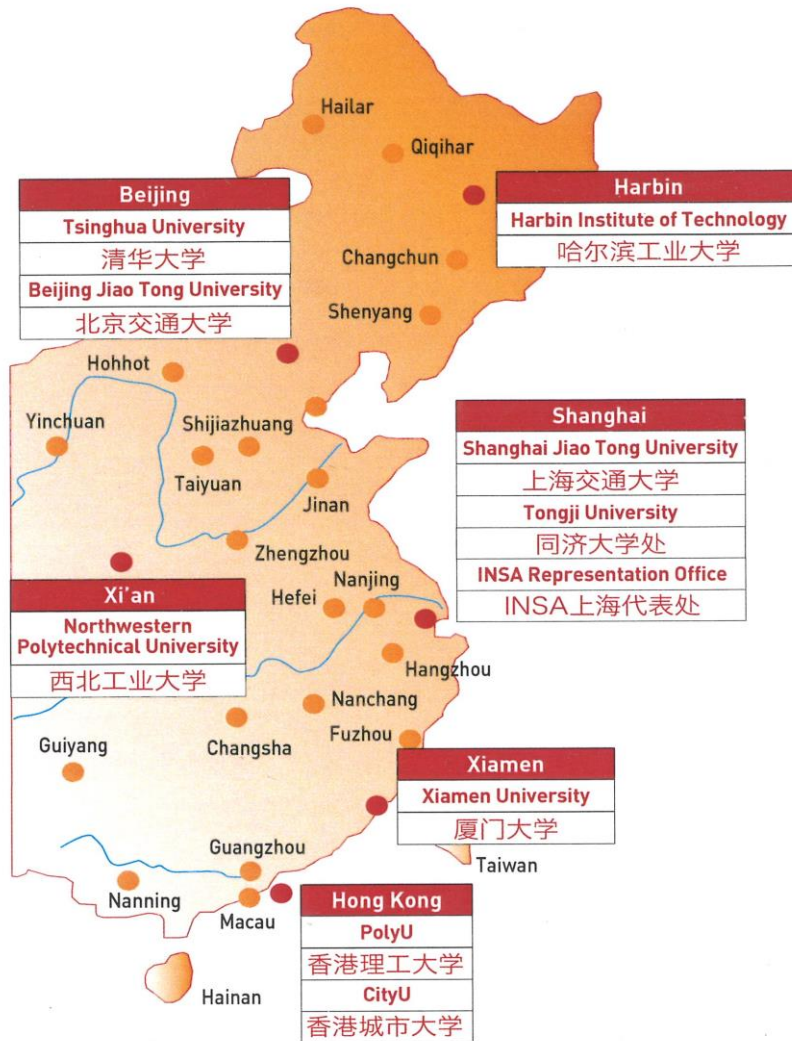 Hailar
Qiqihar
Beijing
Tsinghua University
清华大学
Beijing Jiao Tong University
北京交通大学
Harbin
Harbin Institute of Technology
哈尔滨工业大学
Changchun
Shenyang
Hohhot
Yinchuan
Shijiazhuang
Taiyuan
Jinan
Shanghai
Shanghai Jiao Tong University
上海交通大学
Tongji University
同济大学处
INSA Representation Office
INSA上海代表处
Zhengzhou
Nanjing
Hefei
Xi'an
Northwestern
Polytechnical University
西北工业大学
Hangzhou
Nanchang
Changsha
Fuzhou
Guiyang
Xiamen
Xiamen University
厦门大学
Taiwan
Guangzhou
Nanning
Macau
Hong Kong
PolyU
香港理工大学
CityU
香港城市大学
Hainan